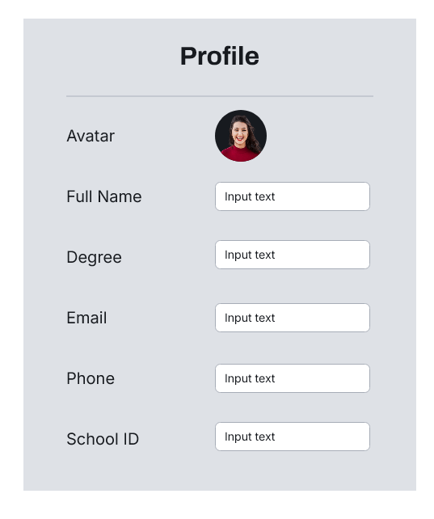 Profile
Avatar
Full Name
Input text
Degree
Input text
Email
Input text
Phone
Input text
School ID
Input text